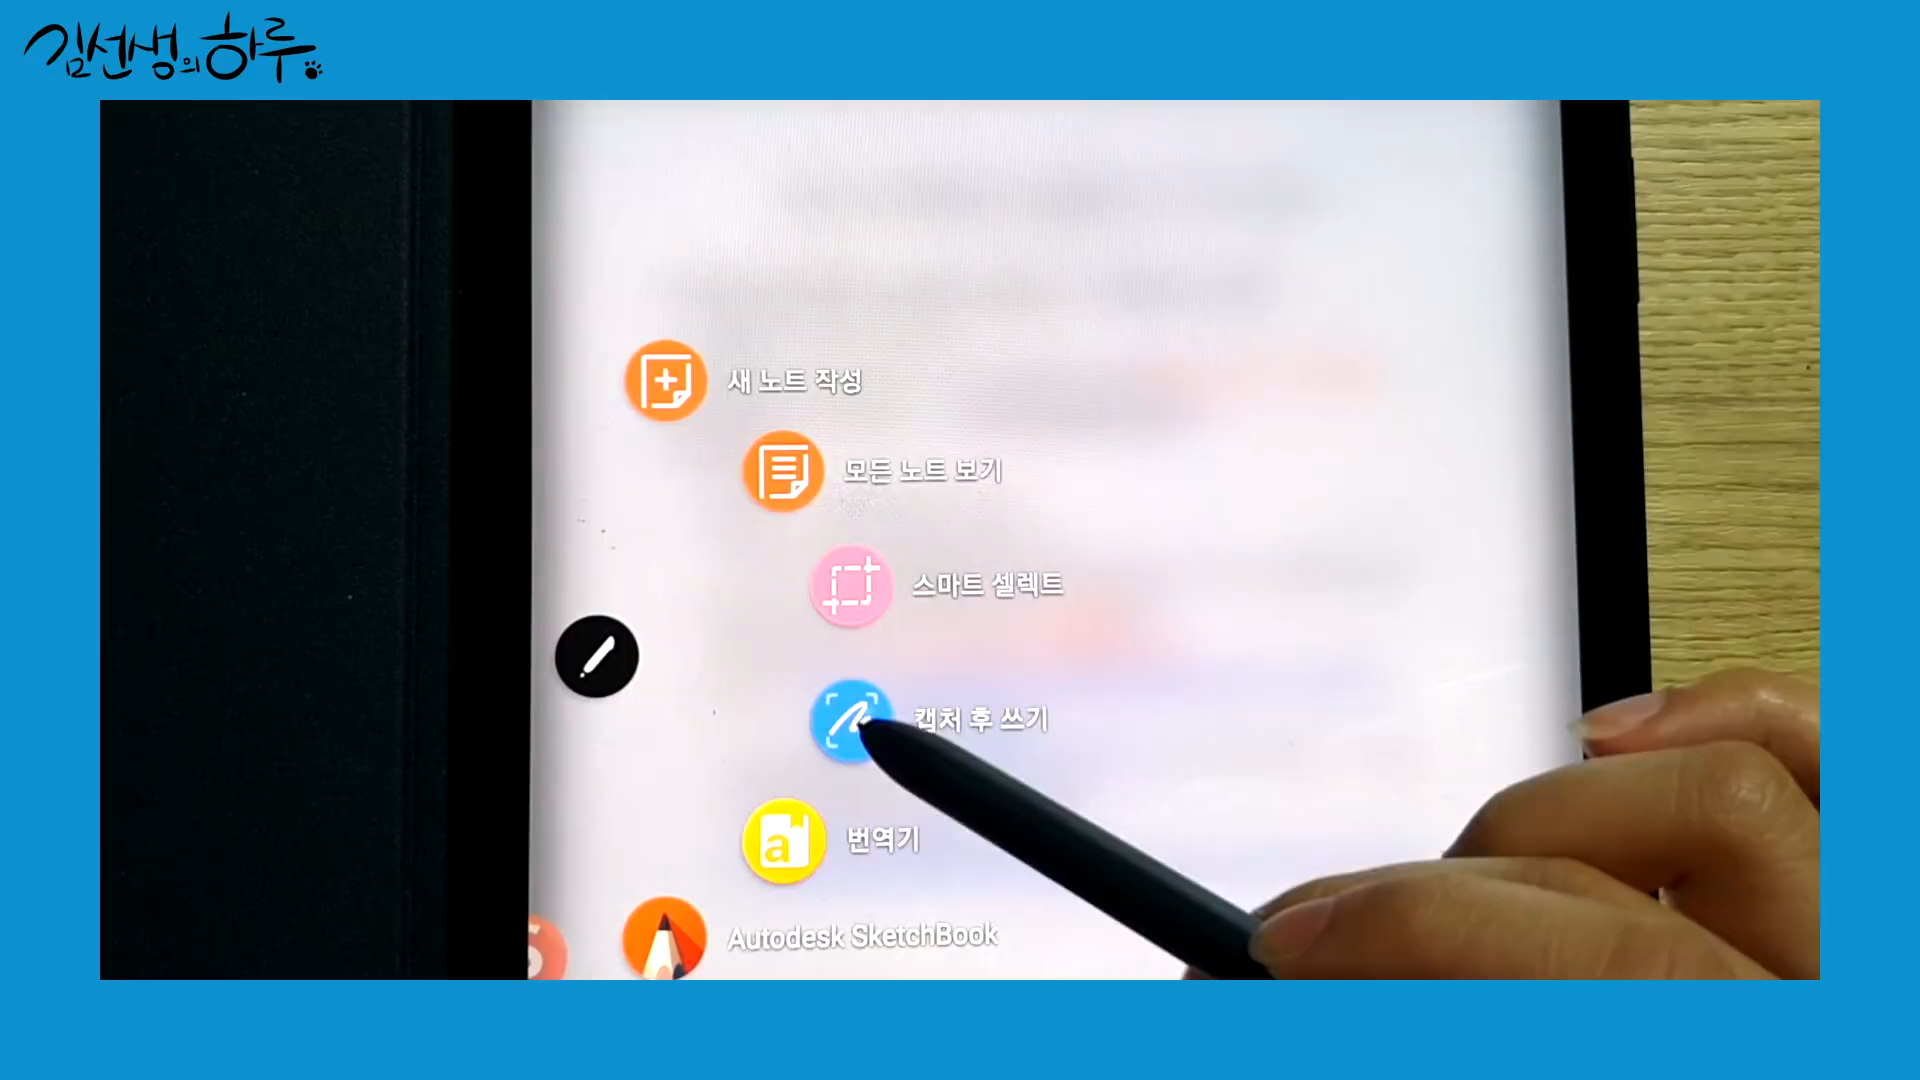 김선생의하루
새 노트 작성
모든 노트 보기
스마트 셀렉트
캡처 후 쓰기
a 번역기
Autodesk SketchBook